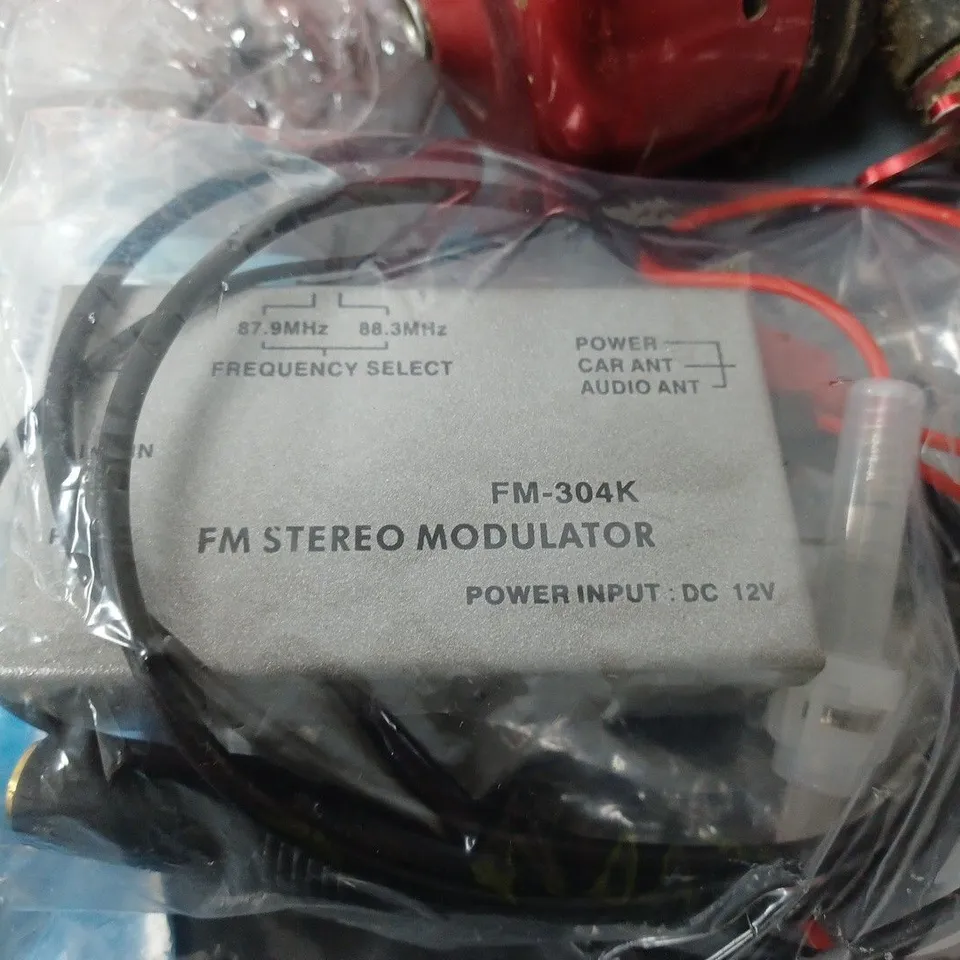 87.9MHz 88.3MHz
FREQUENCY SELECT
POWER
CAR ANT
AUDIO ANT
IN
FM-304K
FM STEREO MODULATOR
POWER INPUT : DC 12V